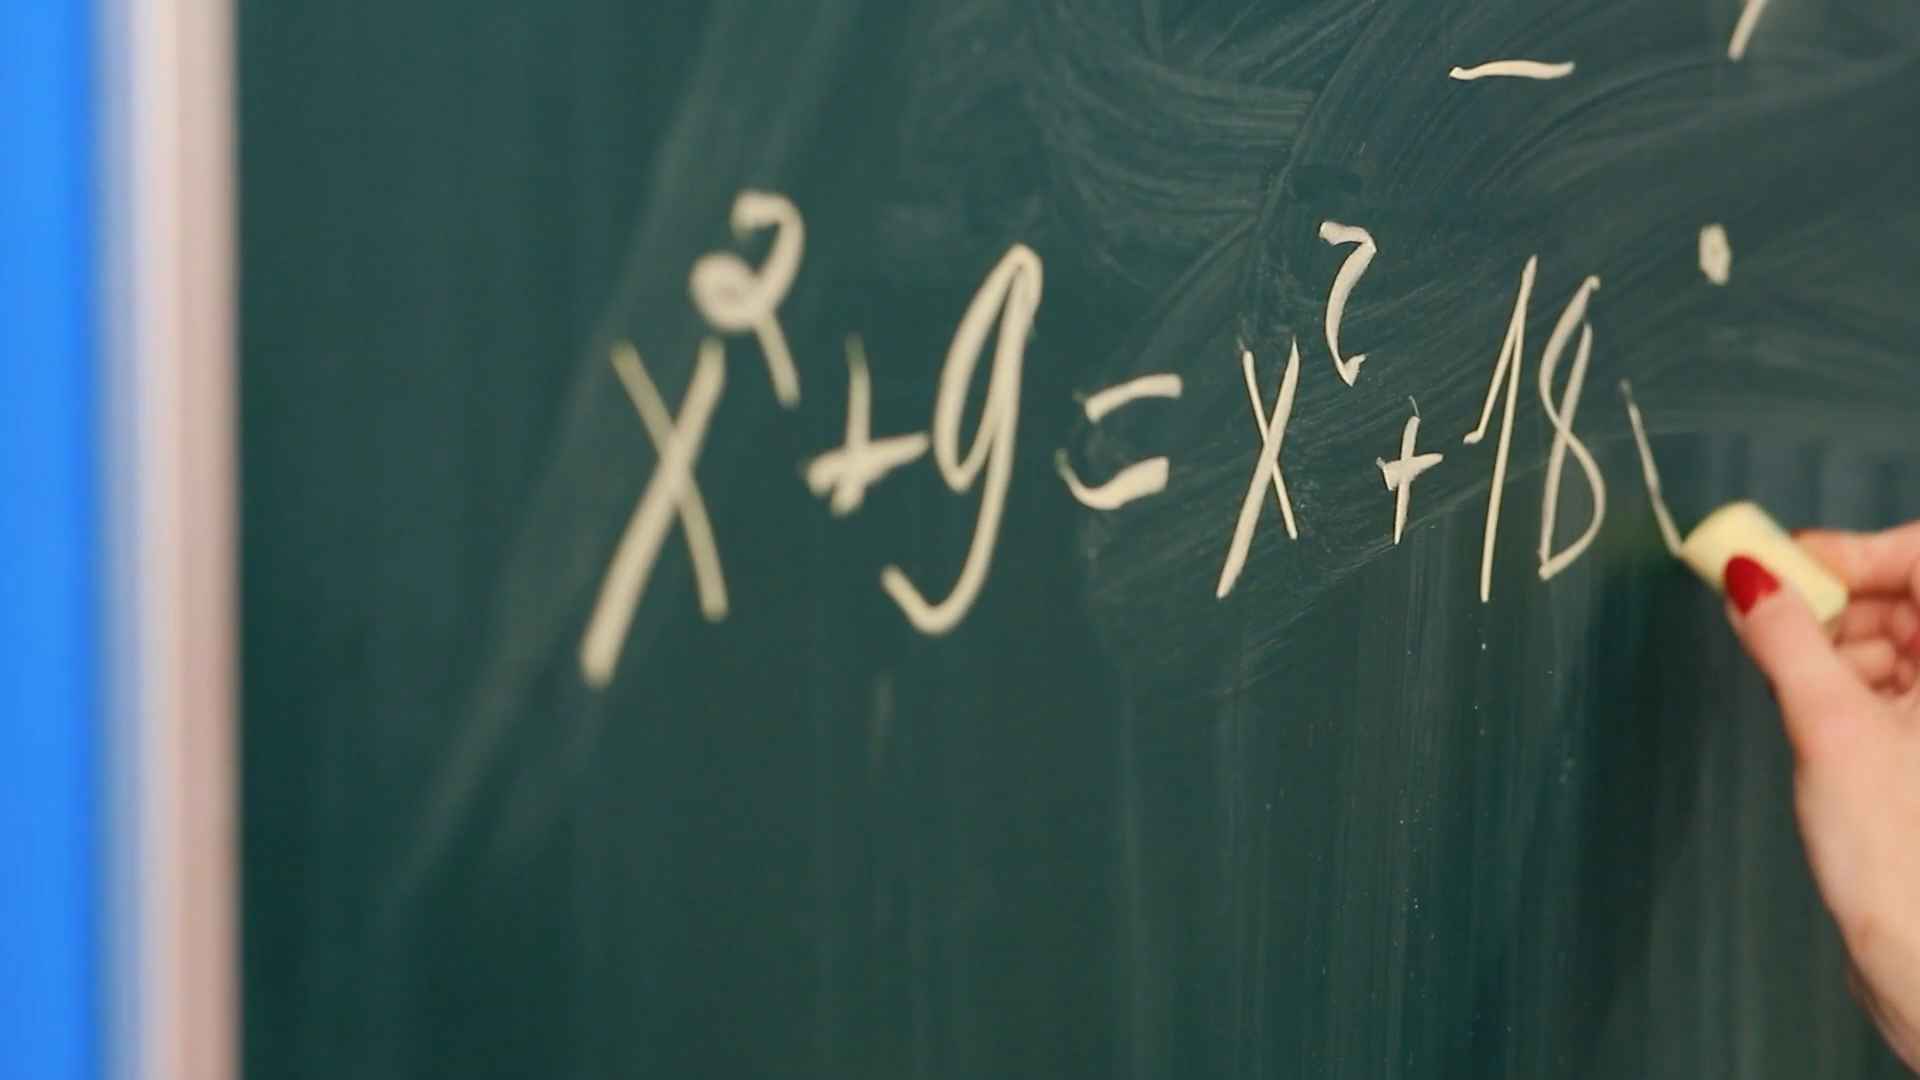 x² + 9 = x² + 18